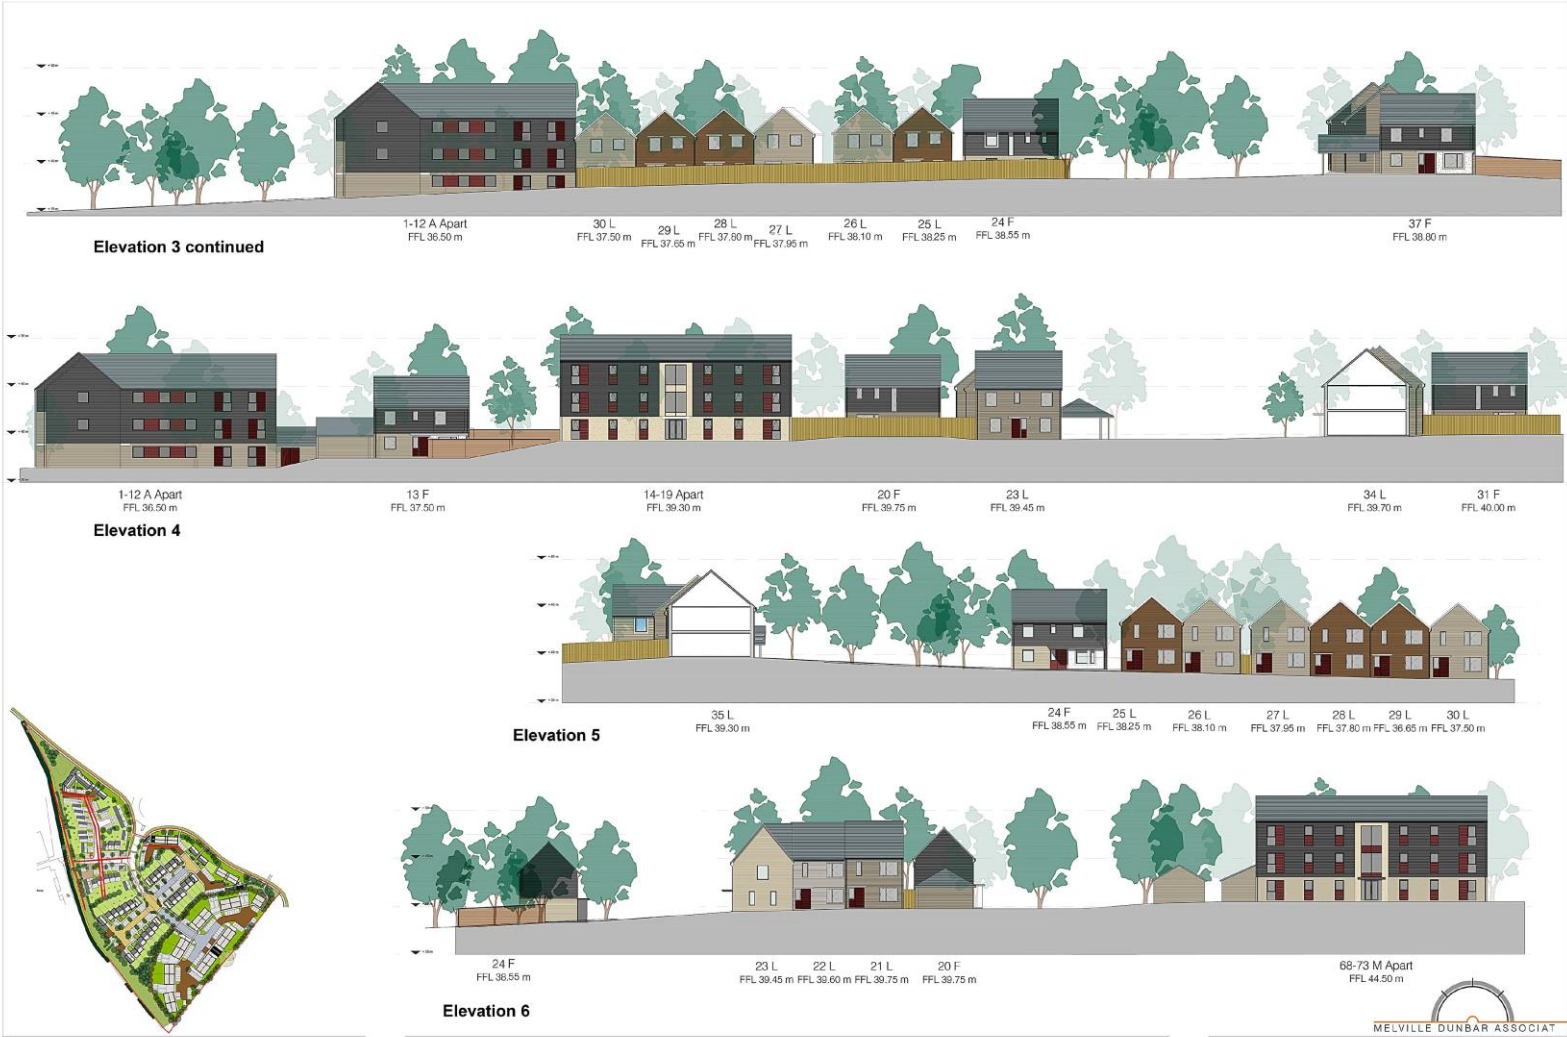 1-12 A Apart
FFL 36.50 m
30 L
FFL 37.50 m
29 L
FFL 37.65 m
28 L
FFL 37.80 m
27 L
FFL 37.95 m
26 L
FFL 38.10 m
25 L
FFL 38.25 m
24 F
FFL 38.55 m
37 F
FFL 38.80 m
Elevation 3 continued
1-12 A Apart
FFL 36.50 m
13 F
FFL 37.50 m
14-19 Apart
FFL 39.30 m
20 F
FFL 39.75 m
23 L
FFL 39.45 m
34 L
FFL 39.70 m
31 F
FFL 40.00 m
Elevation 4
35 L
FFL 39.30 m
24 F
FFL 38.55 m
25 L
FFL 38.25 m
26 L
FFL 38.10 m
27 L
FFL 37.95 m
28 L
FFL 37.80 m
29 L
FFL 36.65 m
30 L
FFL 37.50 m
Elevation 5
24 F
FFL 38.55 m
23 L
FFL 39.45 m
22 L
FFL 39.60 m
21 L
FFL 39.75 m
20 F
FFL 39.75 m
68-73 M Apart
FFL 44.50 m
Elevation 6
MELVILLE DUNBAR ASSOCIAT